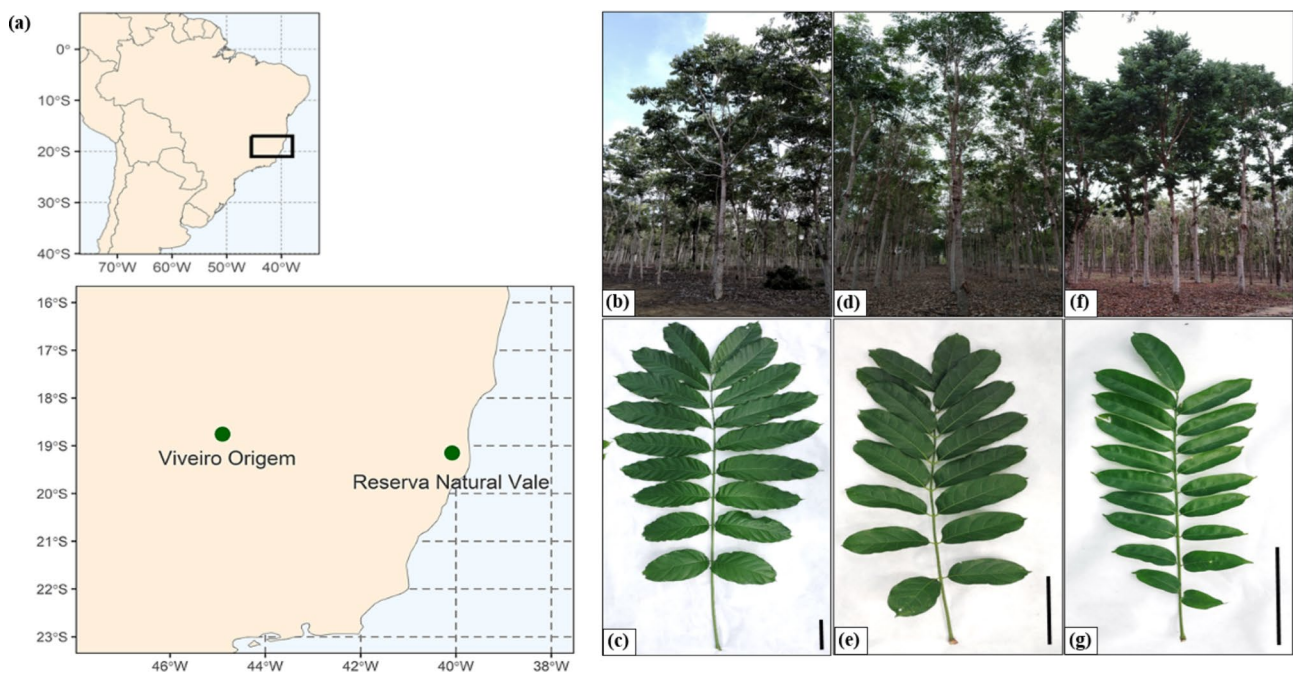 (a)
0°
10°S
20°S
30°S
40°S
70°W
60°W
50°W
40°W
16°S
17°S
18°S
19°S
20°S
21°S
22°S
23°S
46°W
44°W
42°W
40°W
38°W
Viveiro Origem
Reserva Natural Vale
(b)
(d)
(f)
(c)
(e)
(g)